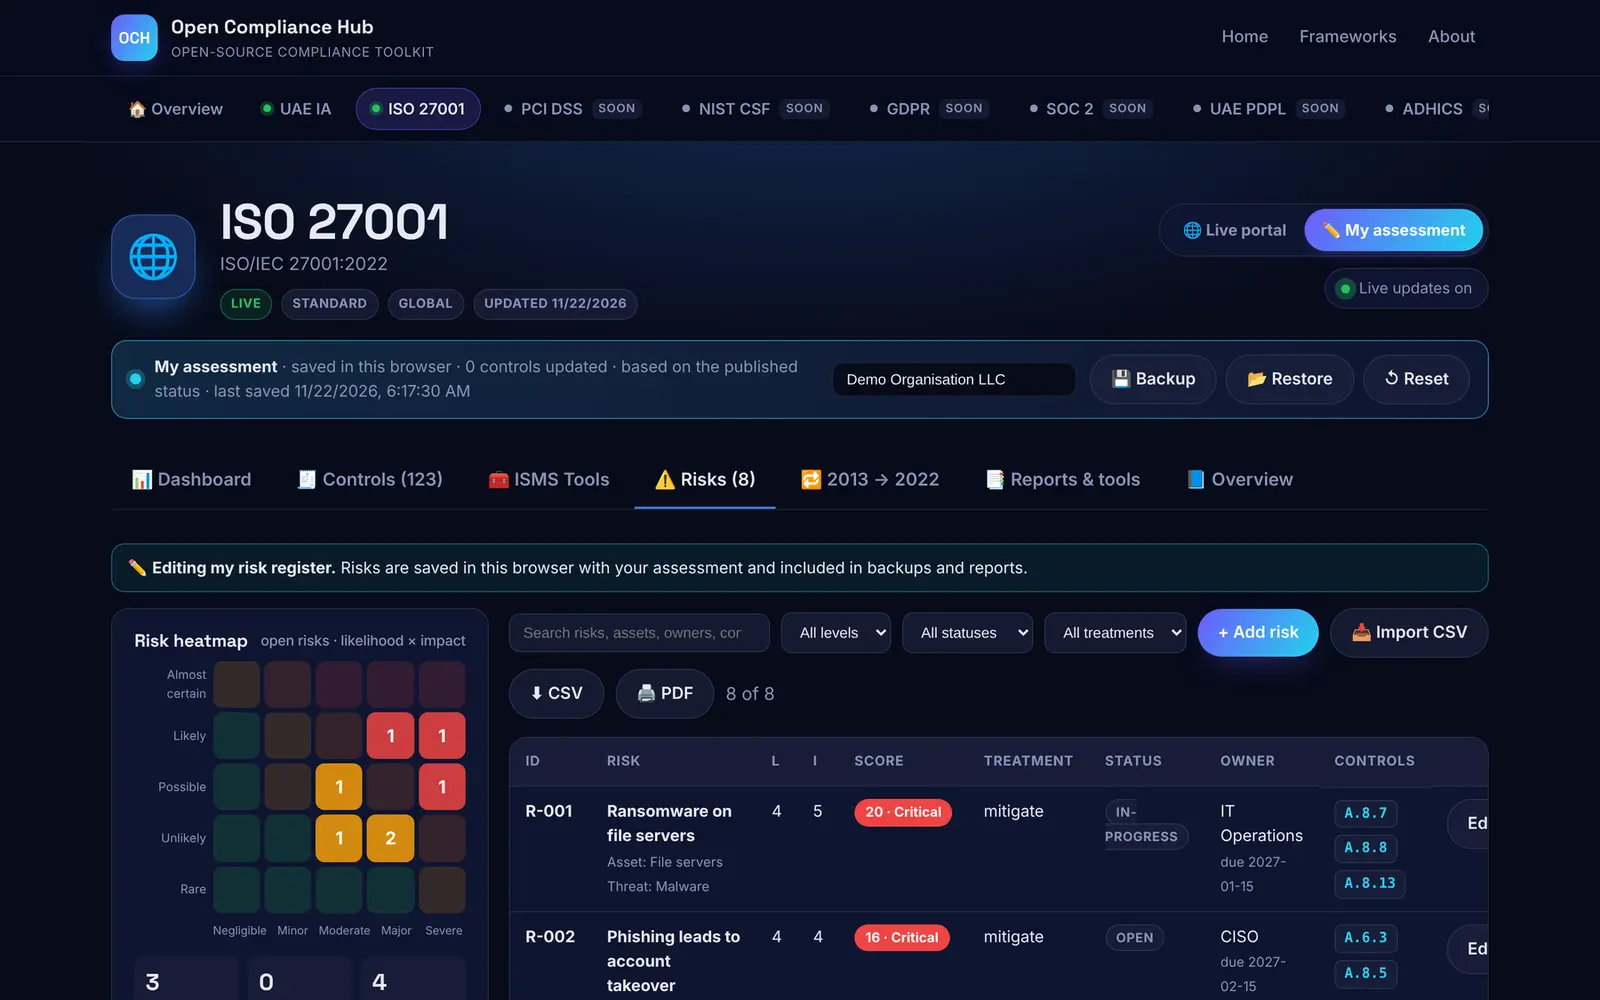 OCH
Open Compliance Hub
OPEN-SOURCE COMPLIANCE TOOLKIT
Home
Frameworks
About
Overview
UAE IA
ISO 27001
PCI DSS SOON
NIST CSF SOON
GDPR SOON
SOC 2 SOON
UAE PDPL SOON
ADHICS
ISO 27001
ISO/IEC 27001:2022
LIVE
STANDARD
GLOBAL
UPDATED 11/22/2026
Live portal
My assessment
Live updates on
My assessment · saved in this browser · 0 controls updated · based on the published
status · last saved 11/22/2026, 6:17:30 AM
Demo Organisation LLC
Backup
Restore
Reset
Dashboard
Controls (123)
ISMS Tools
Risks (8)
2013 → 2022
Reports & tools
Overview
Editing my risk register. Risks are saved in this browser with your assessment and included in backups and reports.
Risk heatmap
open risks · likelihood × impact
Almost
certain
Likely 1 1
Possible 1 1
Unlikely 1 2
Rare
Negligible Minor Moderate Major Severe
3 0 4
Search risks, assets, owners, cor
All levels
All statuses
All treatments
+ Add risk
Import CSV
CSV
PDF
8 of 8
ID RISK L I SCORE TREATMENT STATUS OWNER CONTROLS
R-001
Ransomware on
file servers
Asset: File servers
Threat: Malware
4
5
20 · Critical
mitigate
IN-
PROGRESS
IT
Operations
due 2027-
01-15
A.8.7
A.8.8
A.8.13
Ed
R-002
Phishing leads to
account
takeover
4
4
16 · Critical
mitigate
OPEN
CISO
due 2027-
02-15
A.6.3
A.8.5
Ed